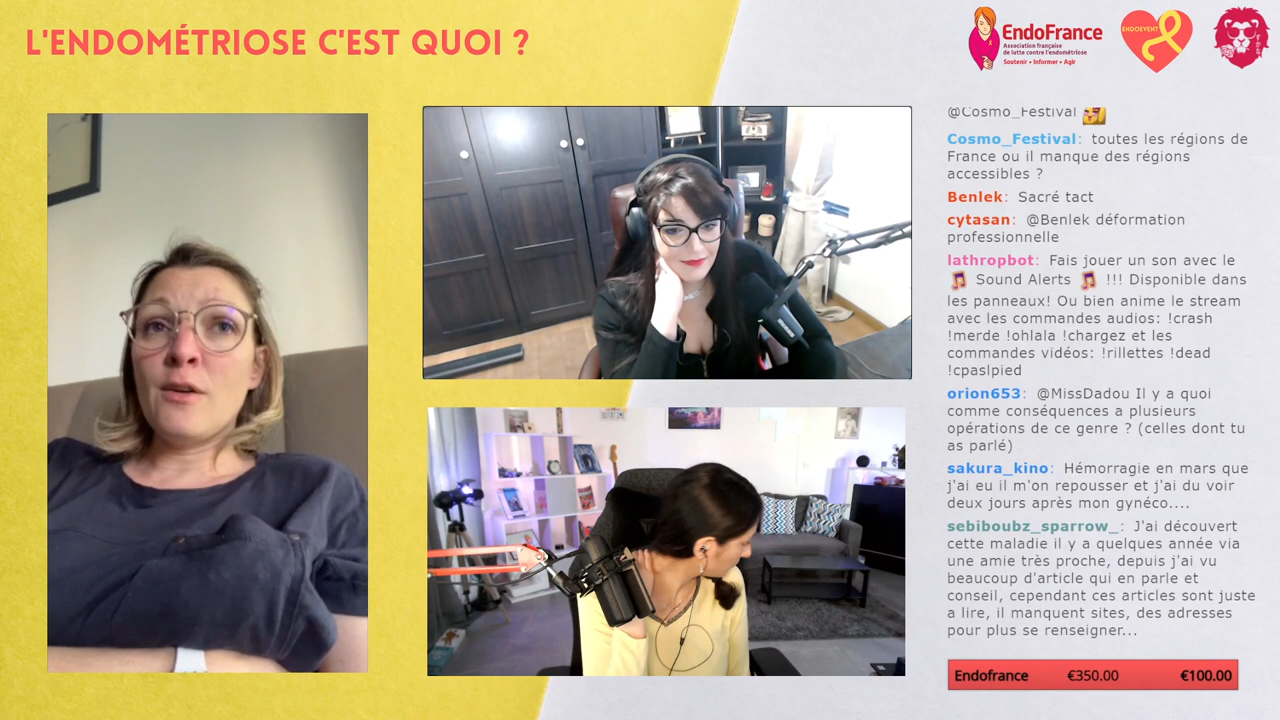 L'ENDOMÉTRIOSE C'EST QUOI ?
EndoFrance
Association française
de lutte contre l'endométriose
Soutenir • Informer • Agir
ENDOEVENT
@Cosmo_Festival
Cosmo_Festival: toutes les régions de
France ou il manque des régions
accessibles ?
Benlek: Sacré tact
cytasan: @Benlek déformation
professionnelle
lathropbot: Fais jouer un son avec le
Sound Alerts !!! Disponible dans
les panneaux! Ou bien anime le stream
avec les commandes audios: !crash
!merde !ohlala !chargez et les
commandes vidéos: !rillettes !dead
!cpaslpied
orion653: @MissDadou Il y a quoi
comme conséquences a plusieurs
opérations de ce genre ? (celles dont tu
as parlé)
sakura_kino: Hémorragie en mars que
j'ai eu il m'on repousser et j'ai du voir
deux jours après mon gynéco....
sebiboubz_sparrow_: J'ai découvert
cette maladie il y a quelques année via
une amie très proche, depuis j'ai vu
beaucoup d'article qui en parle et
conseil, cependant ces articles sont juste
a lire, il manquent sites, des adresses
pour plus se renseigner...
Endofrance €350.00 €100.00